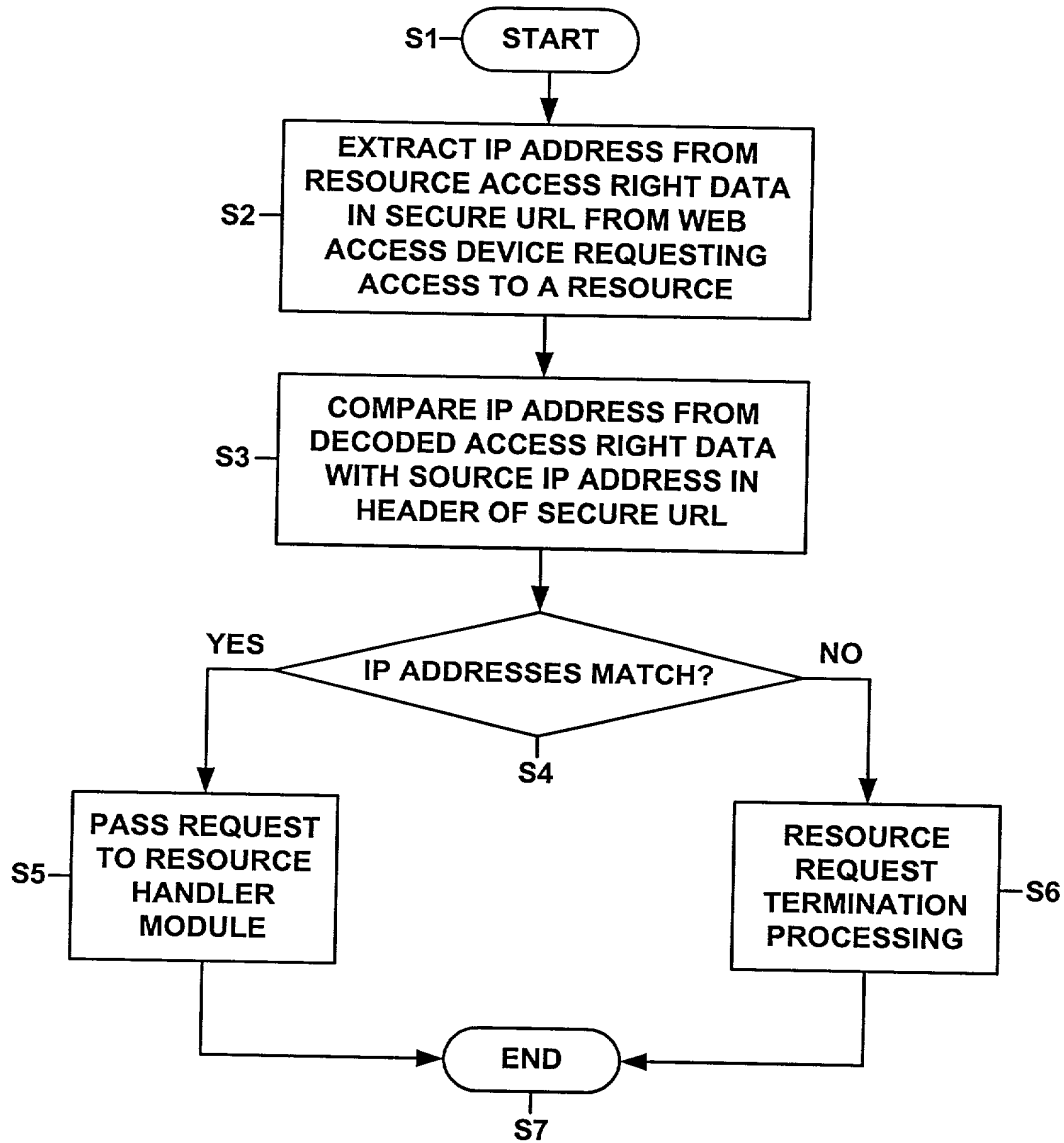 S1
START
S2
EXTRACT IP ADDRESS FROM
RESOURCE ACCESS RIGHT DATA
IN SECURE URL FROM WEB
ACCESS DEVICE REQUESTING
ACCESS TO A RESOURCE
S3
COMPARE IP ADDRESS FROM
DECODED ACCESS RIGHT DATA
WITH SOURCE IP ADDRESS IN
HEADER OF SECURE URL
YES
IP ADDRESSES MATCH?
NO
S4
S5
PASS REQUEST
TO RESOURCE
HANDLER
MODULE
RESOURCE
REQUEST
TERMINATION
PROCESSING
S6
END
S7